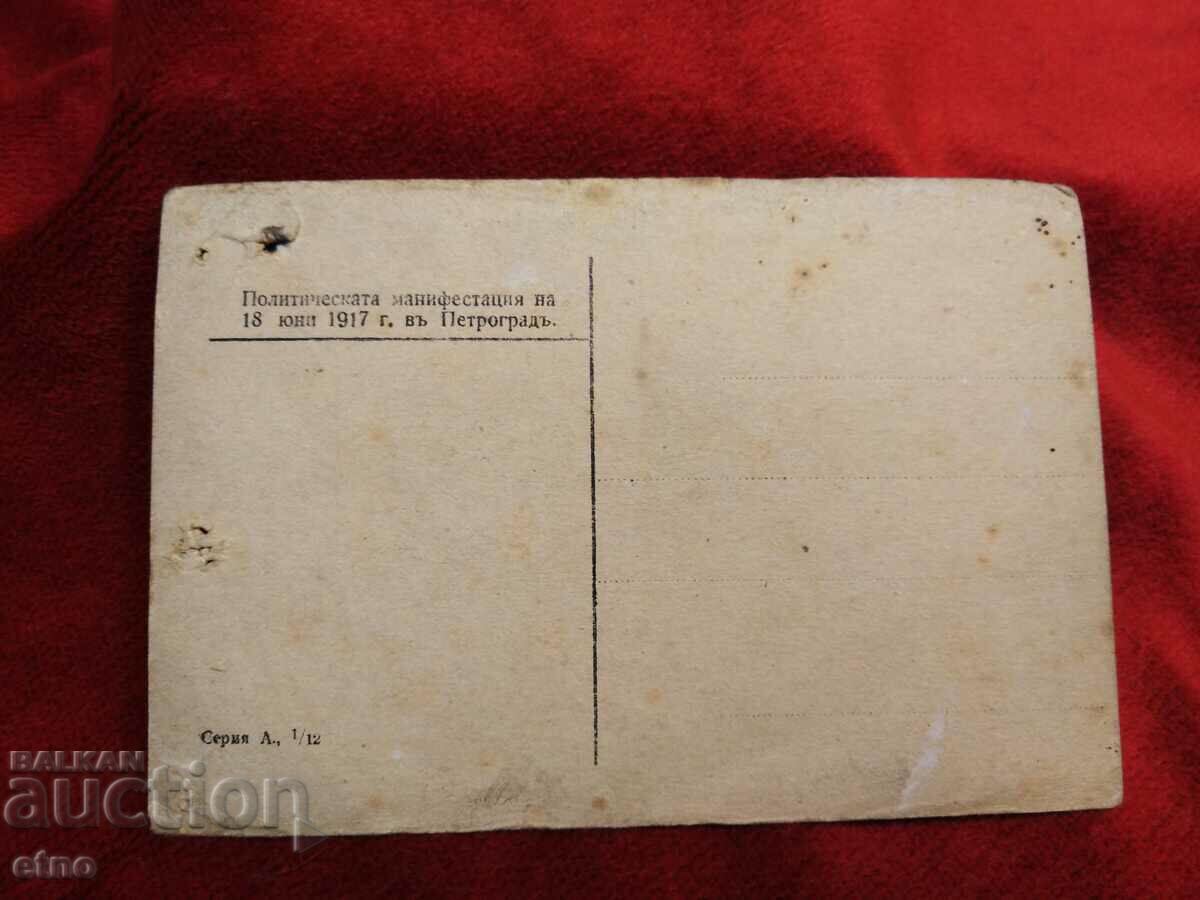 Политическата манифестация на
18 юни 1917 г. въ Петроградъ.
Серия А., 1/12
BALKAN
auction
etno